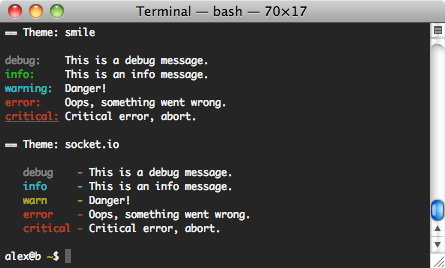 Terminal — bash — 70×17
== Theme: smile
debug: This is a debug message.
info: This is an info message.
warning: Danger!
error: Oops, something went wrong.
critical: Critical error, abort.
== Theme: socket.io
debug - This is a debug message.
info - This is an info message.
warn - Danger!
error - Oops, something went wrong.
critical - Critical error, abort.
alex@b ~$